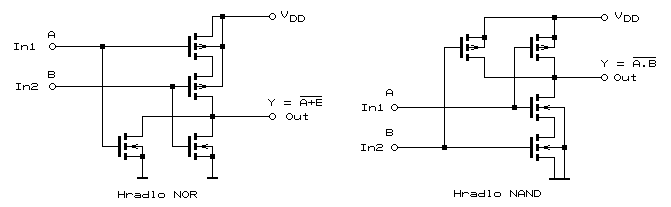 A
In1
B
In2
VDD
Y = A+E
Out
Hradlo NOR
VDD
Y = A.B
Out
A
In1
B
In2
Hradlo NAND